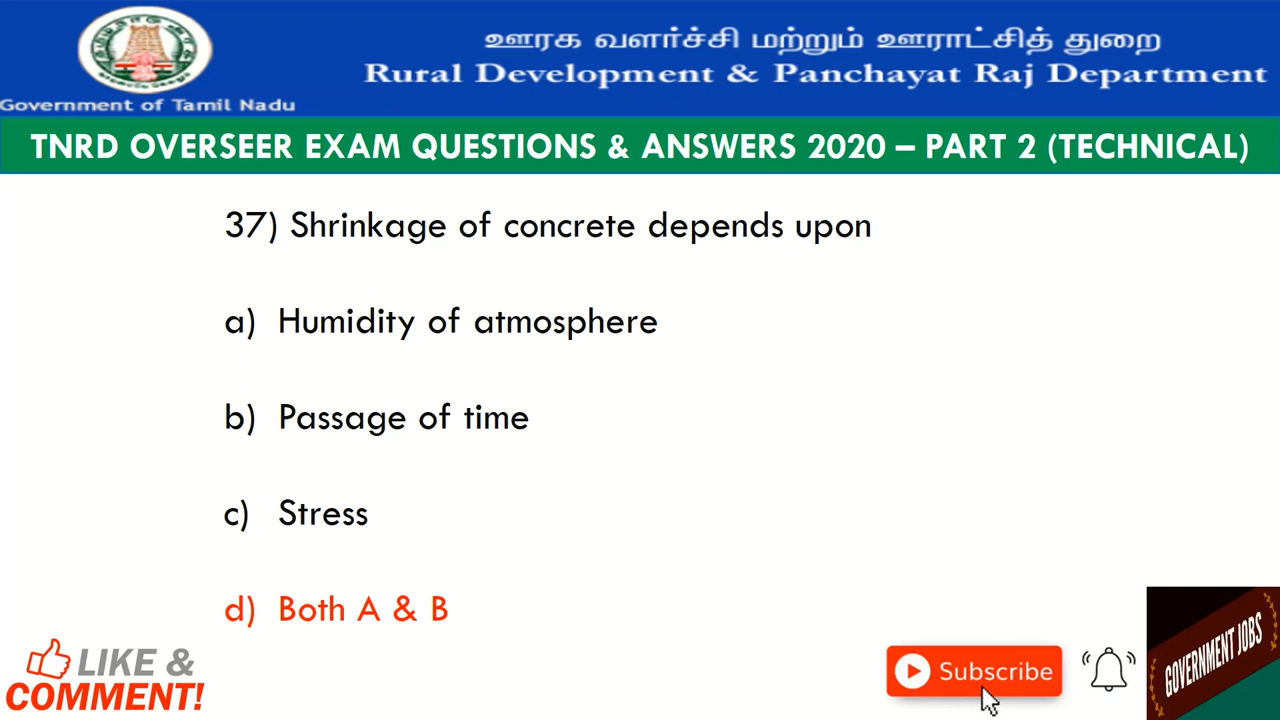 ஊரக வளர்ச்சி மற்றும் ஊராட்சித் துறை
Rural Development & Panchayat Raj Department
Government of Tamil Nadu
TNRD OVERSEER EXAM QUESTIONS & ANSWERS 2020 – PART 2 (TECHNICAL)
37) Shrinkage of concrete depends upon
a) Humidity of atmosphere
b) Passage of time
c) Stress
d) Both A & B
LIKE &
COMMENT!
Subscribe
GOVERNMENT JOBS